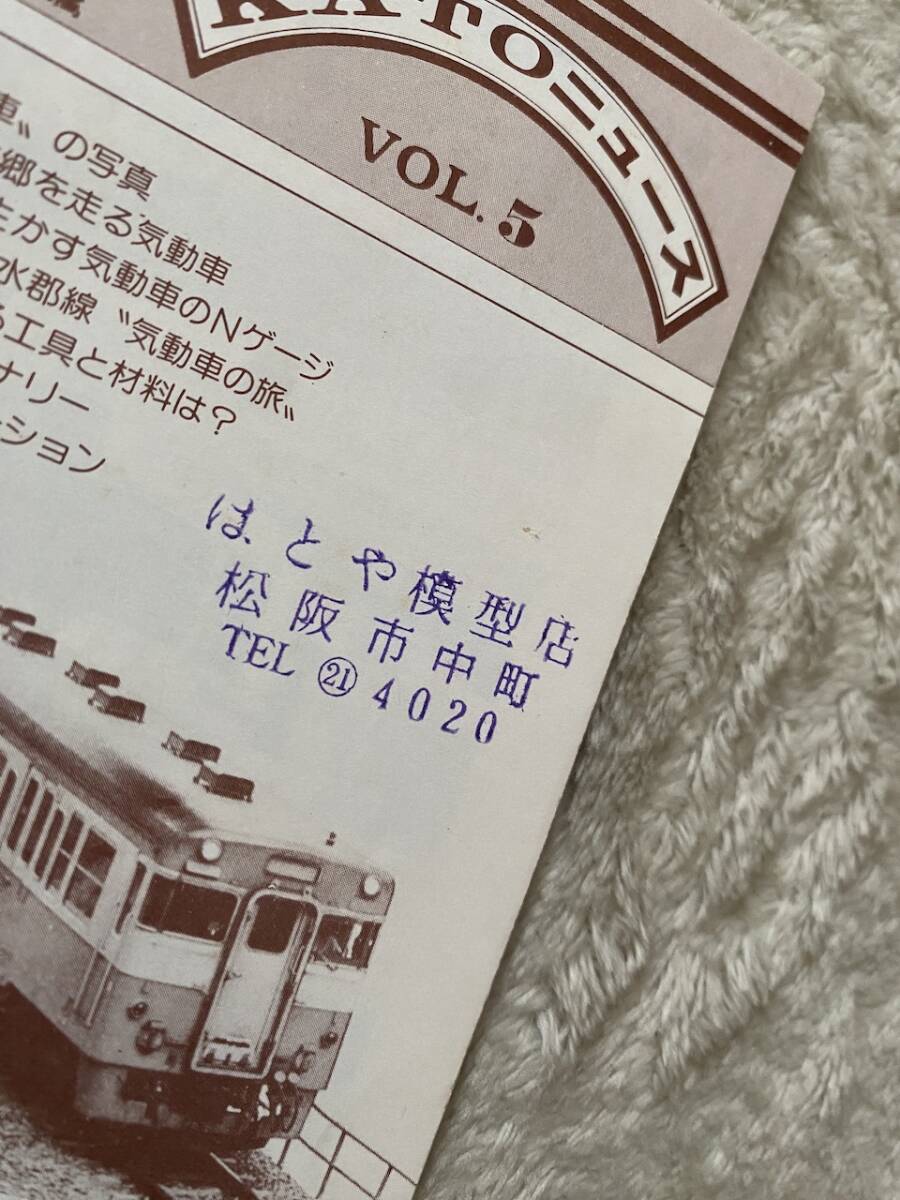 KATOニュース
VOL. 5
車〟の写真
郷を走る気動車
生かす気動車のNゲージ
水郡線〝気動車の旅〟
る工具と材料は?
ナリー
ーション
はとや模型店
松阪市中町
TEL ㉑ 4020